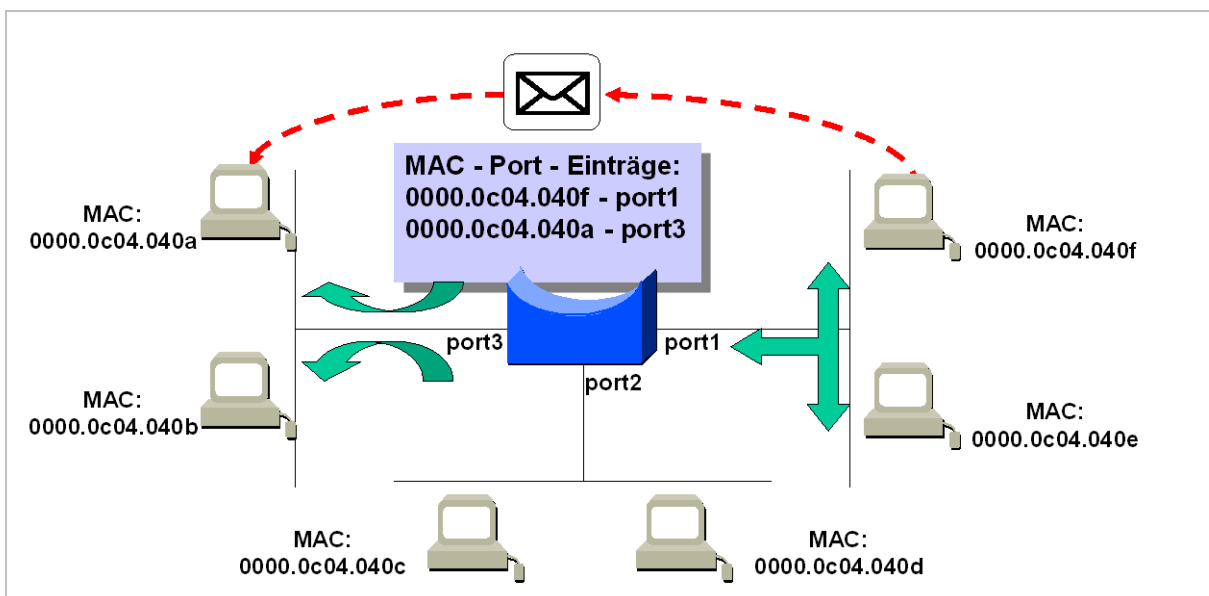 MAC - Port - Einträge:
0000.0c04.040f - port1
0000.0c04.040a - port3
MAC:
0000.0c04.040a
MAC:
0000.0c04.040f
port3
port1
port2
MAC:
0000.0c04.040b
MAC:
0000.0c04.040e
MAC:
0000.0c04.040c
MAC:
0000.0c04.040d